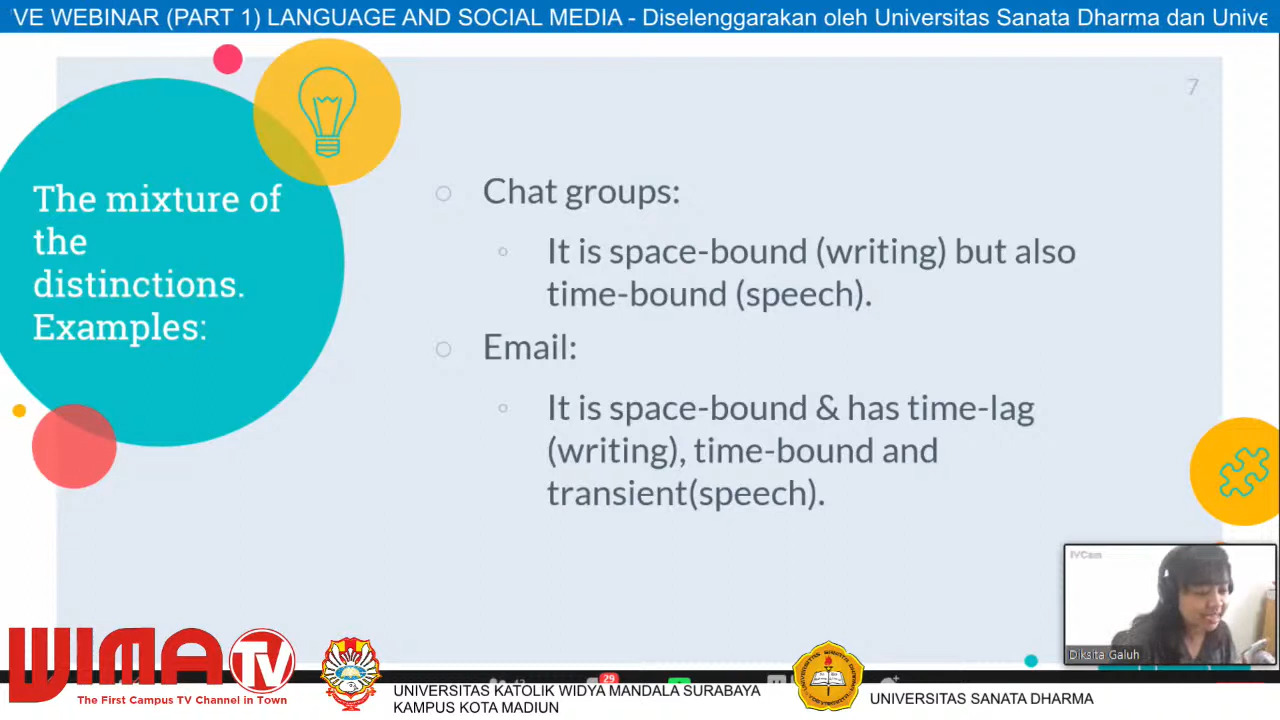 VE WEBINAR (PART 1) LANGUAGE AND SOCIAL MEDIA - Diselenggarakan oleh Universitas Sanata Dharma dan Unive
7
The mixture of
the
distinctions.
Examples:
Chat groups:
It is space-bound (writing) but also
time-bound (speech).
Email:
It is space-bound & has time-lag
(writing), time-bound and
transient(speech).
IVCam
Diksita Galuh
WIMA TV
The First Campus TV Channel in Town
29
UNIVERSITAS KATOLIK WIDYA MANDALA SURABAYA
KAMPUS KOTA MADIUN
UNIVERSITAS SANATA DHARMA